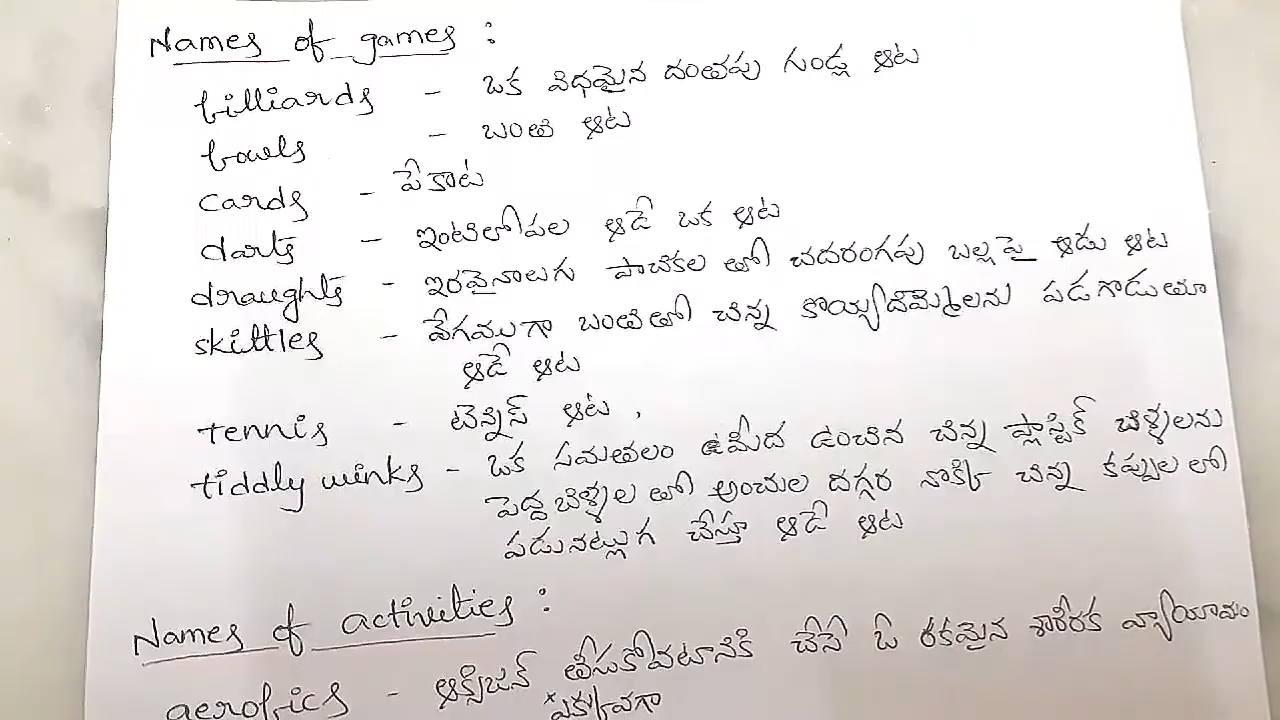 Names of games :
billiards - ఒక విధమైన దంతపు గుండ్ల ఆట
bowls - బంతి ఆట
cards - పేకాట
darts - ఇంటిలోపల ఆడే ఒక ఆట
draughts - ఇరవైనాలుగు పాచికల తో చదరంగపు బల్లపై ఆడు ఆట
skittles - వేగముగా బంతితో చిన్న కొయ్యదిమ్మెలను పడగొడుతూ
ఆడే ఆట
tennis - టెన్నిస్ ఆట .
tiddly winks - ఒక సమతలం మీద ఉంచిన చిన్న ప్లాస్టిక్ బిళ్ళలను
పెద్ద బిళ్ళల తో అంచుల దగ్గర నొక్కి చిన్న కప్పుల లో
పడునట్లుగ చేస్తూ ఆడే ఆట
Names of activities :
aerobics - ఆక్సిజన్ తీసుకోవటానికి చేసే ఓ రకమైన శారీరక వ్యాయామం
ఎక్కువగా